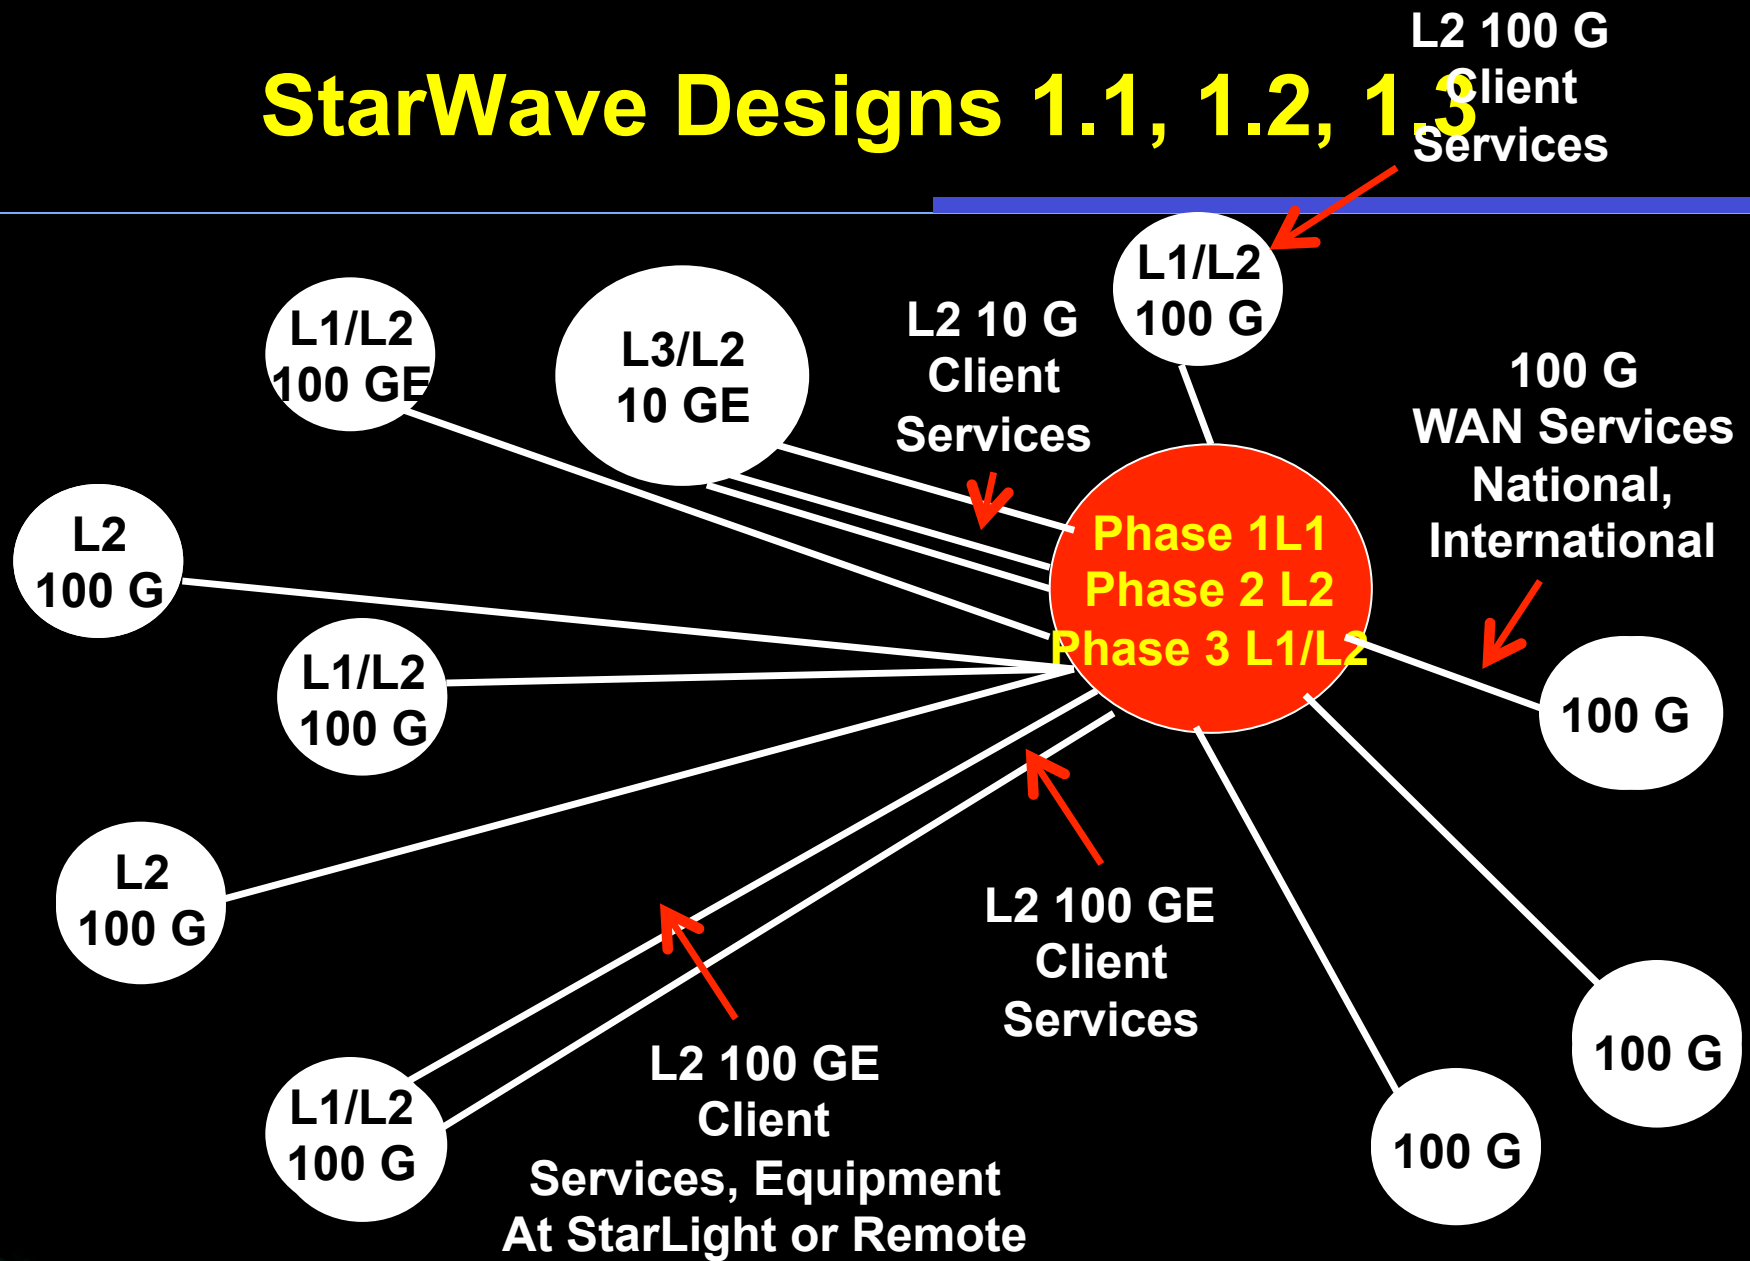 StarWave Designs 1.1, 1.2, 1.3
L2 100 G
Client
Services
L1/L2
100 GE
L3/L2
10 GE
L2 10 G
Client
Services
L1/L2
100 G
100 G
WAN Services
National,
International
L2
100 G
Phase 1L1
Phase 2 L2
Phase 3 L1/L2
L1/L2
100 G
100 G
L2
100 G
L2 100 GE
Client
Services
L2 100 GE
Client
Services, Equipment
At StarLight or Remote
L1/L2
100 G
100 G
100 G